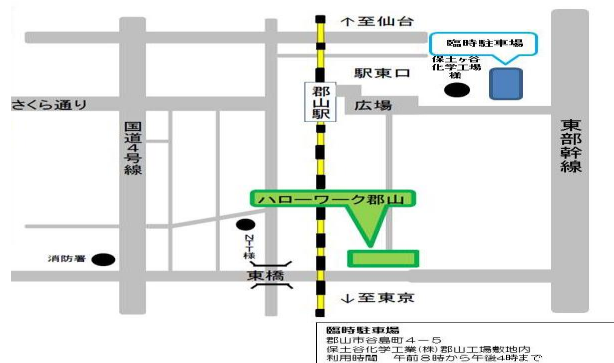 ↑至仙台
臨時駐車場
保土ヶ谷
化学工場
様
駅東口
広場
郡山駅
さくら通り
国道4号線
東部幹線
ハローワーク郡山
NTT様
消防署
東橋
↓至東京
臨時駐車場
郡山市谷島町4－5
保土谷化学工業(株)郡山工場敷地内
利用時間　午前8時から午後4時まで